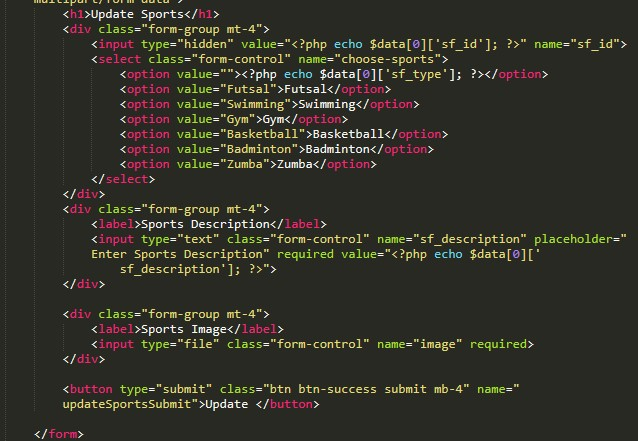 multipart/form-data">
<h1>Update Sports</h1>
<div class="form-group mt-4">
<input type="hidden" value="<?php echo $data[0]['sf_id']; ?>" name="sf_id">
<select class="form-control" name="choose-sports">
<option value=""><?php echo $data[0]['sf_type']; ?></option>
<option value="Futsal">Futsal</option>
<option value="Swimming">Swimming</option>
<option value="Gym">Gym</option>
<option value="Basketball">Basketball</option>
<option value="Badminton">Badminton</option>
<option value="Zumba">Zumba</option>
</select>
</div>
<div class="form-group mt-4">
<label>Sports Description</label>
<input type="text" class="form-control" name="sf_description" placeholder="
Enter Sports Description" required value="<?php echo $data[0]['
sf_description']; ?>">
</div>
<div class="form-group mt-4">
<label>Sports Image</label>
<input type="file" class="form-control" name="image" required>
</div>
<button type="submit" class="btn btn-success submit mb-4" name="
updateSportsSubmit">Update </button>
</form>